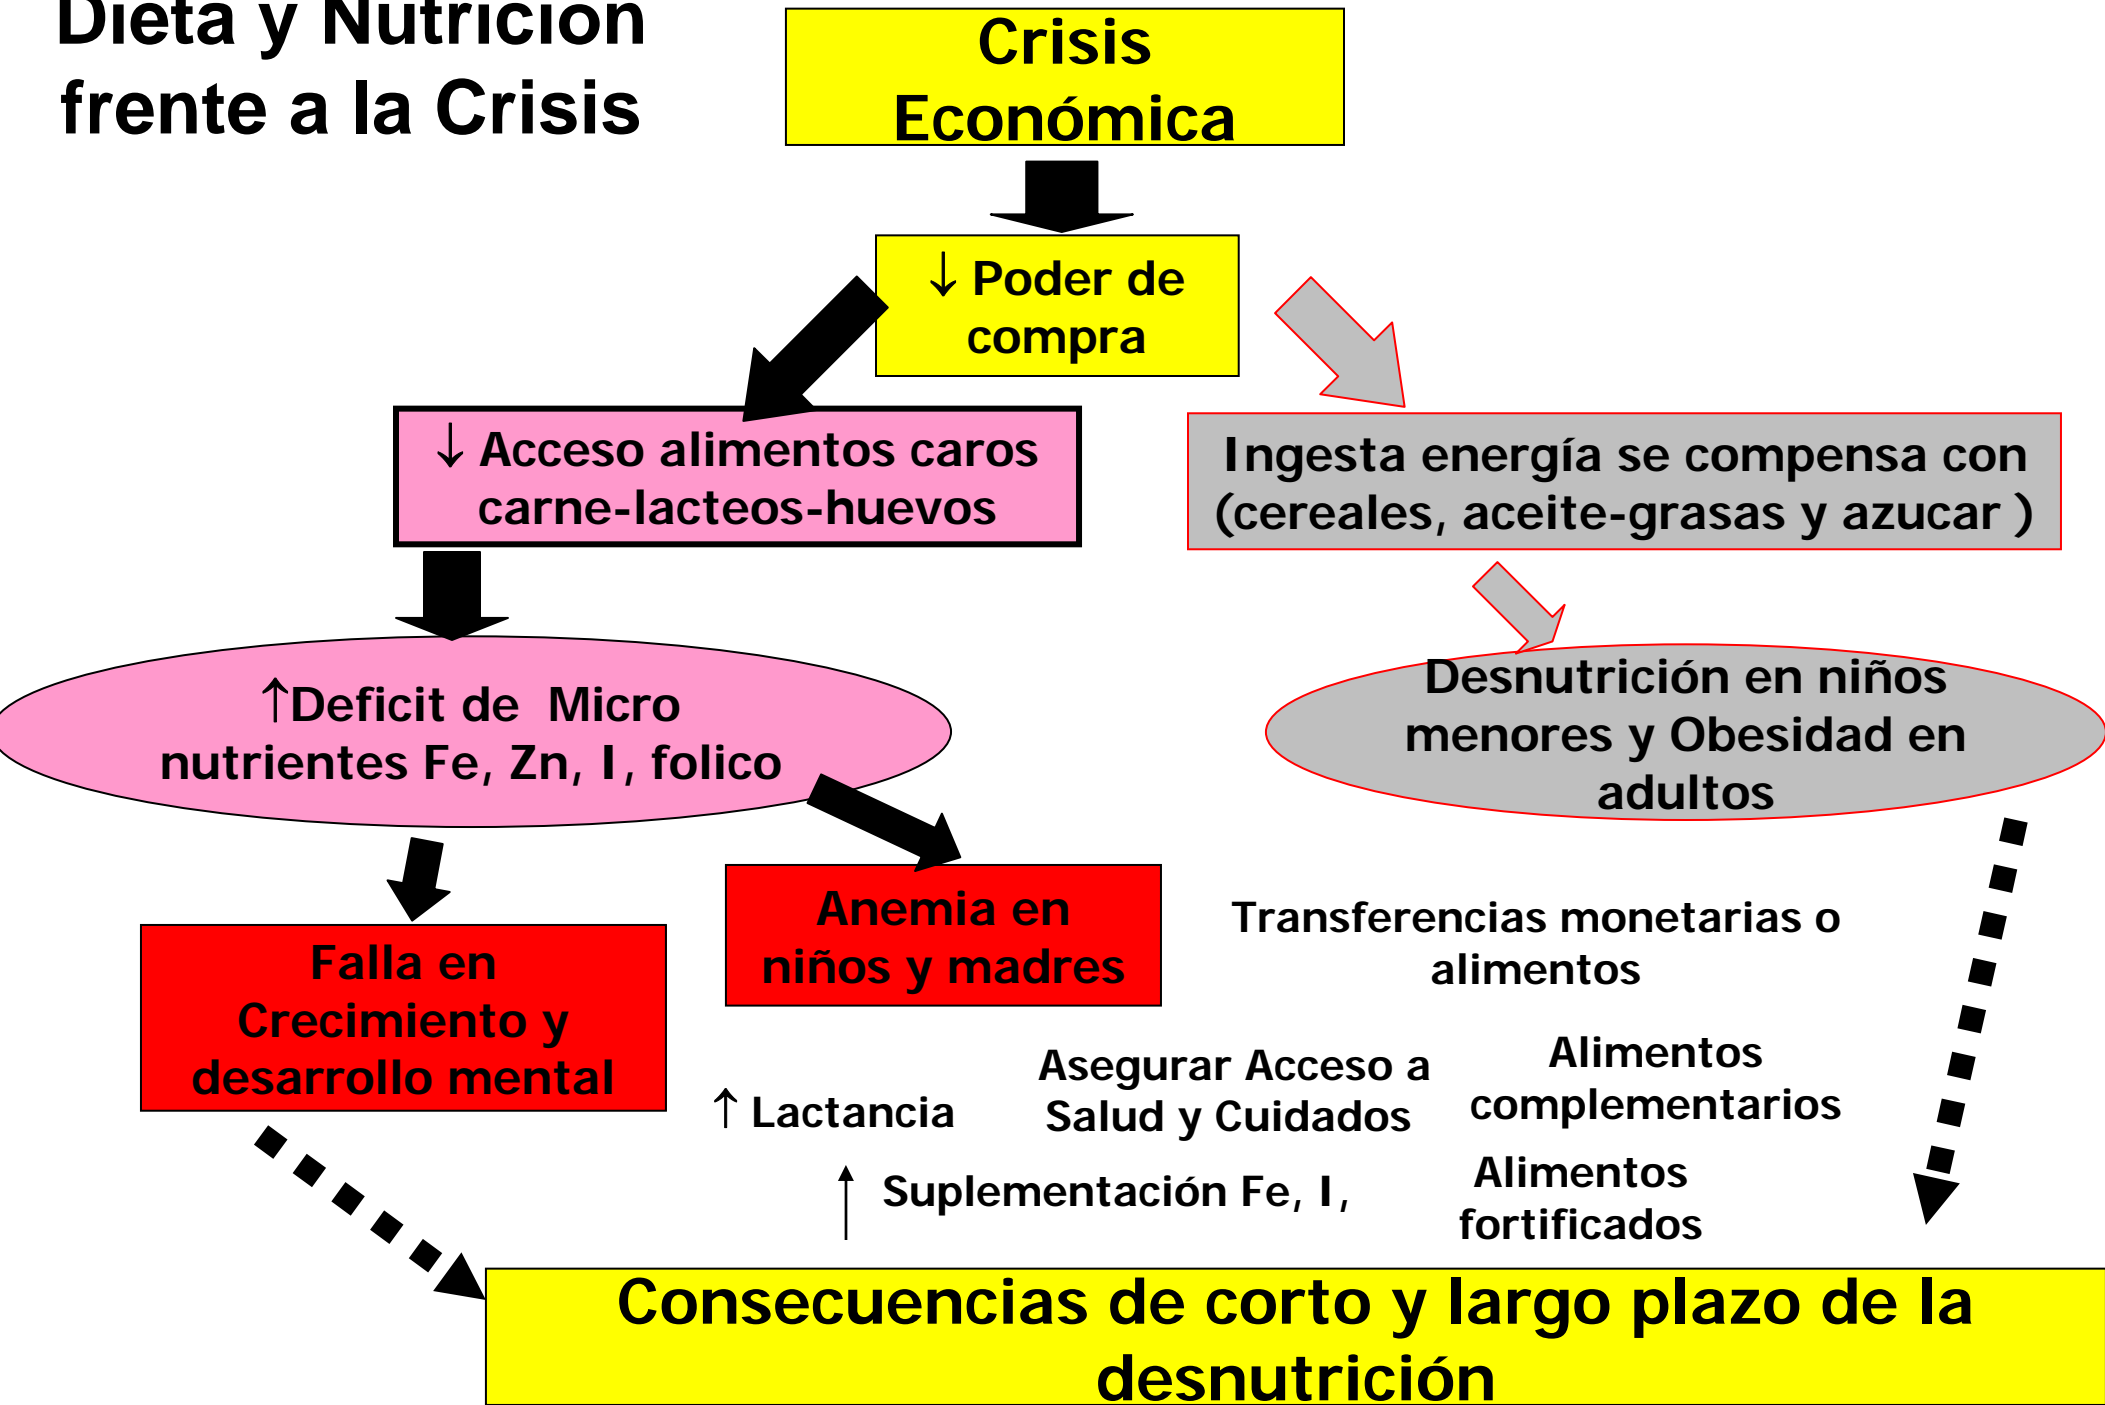 Dieta y Nutricion
frente a la Crisis
Crisis
Económica
↓ Poder de
compra
↓ Acceso alimentos caros
carne-lacteos-huevos
Ingesta energía se compensa con
(cereales, aceite-grasas y azucar )
↑Deficit de Micro
nutrientes Fe, Zn, I, folico
Desnutrición en niños
menores y Obesidad en
adultos
Anemia en
niños y madres
Falla en
Crecimiento y
desarrollo mental
Transferencias monetarias o
alimentos
↑ Lactancia
Asegurar Acceso a
Salud y Cuidados
Alimentos
complementarios
↑ Suplementación Fe, I,
Alimentos
fortificados
Consecuencias de corto y largo plazo de la
desnutrición